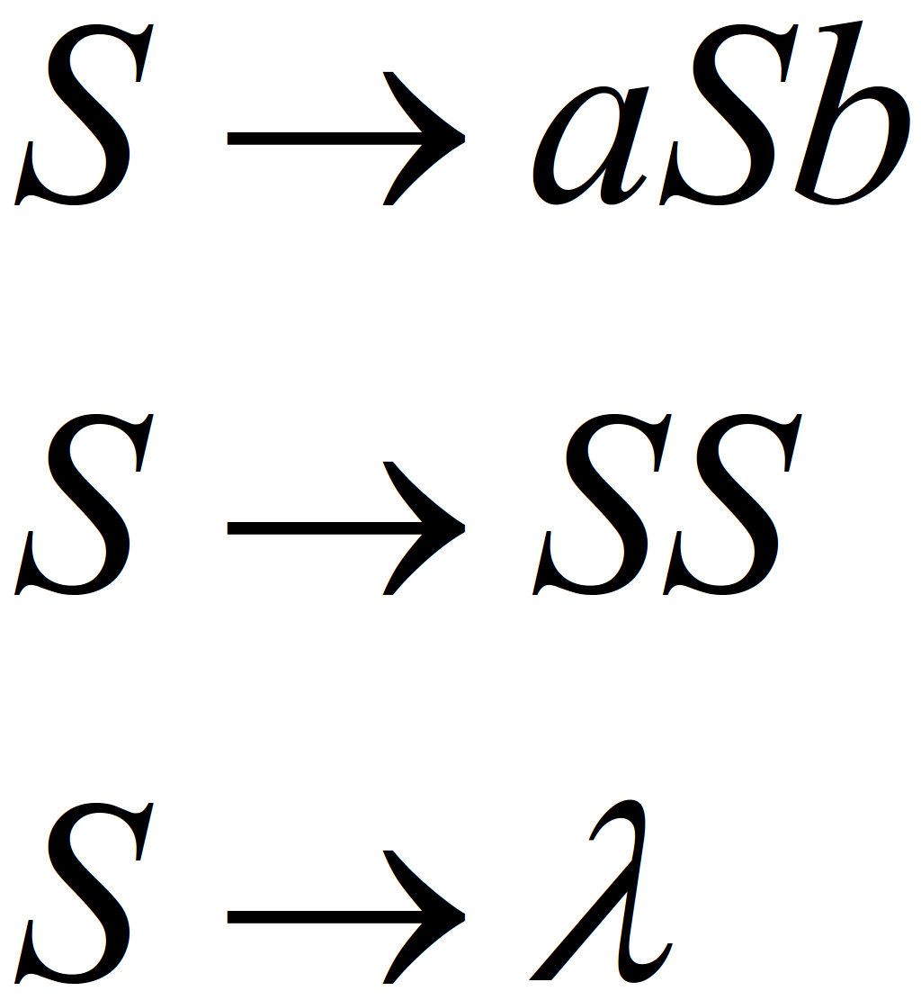 S → aSb
S → SS
S → λ